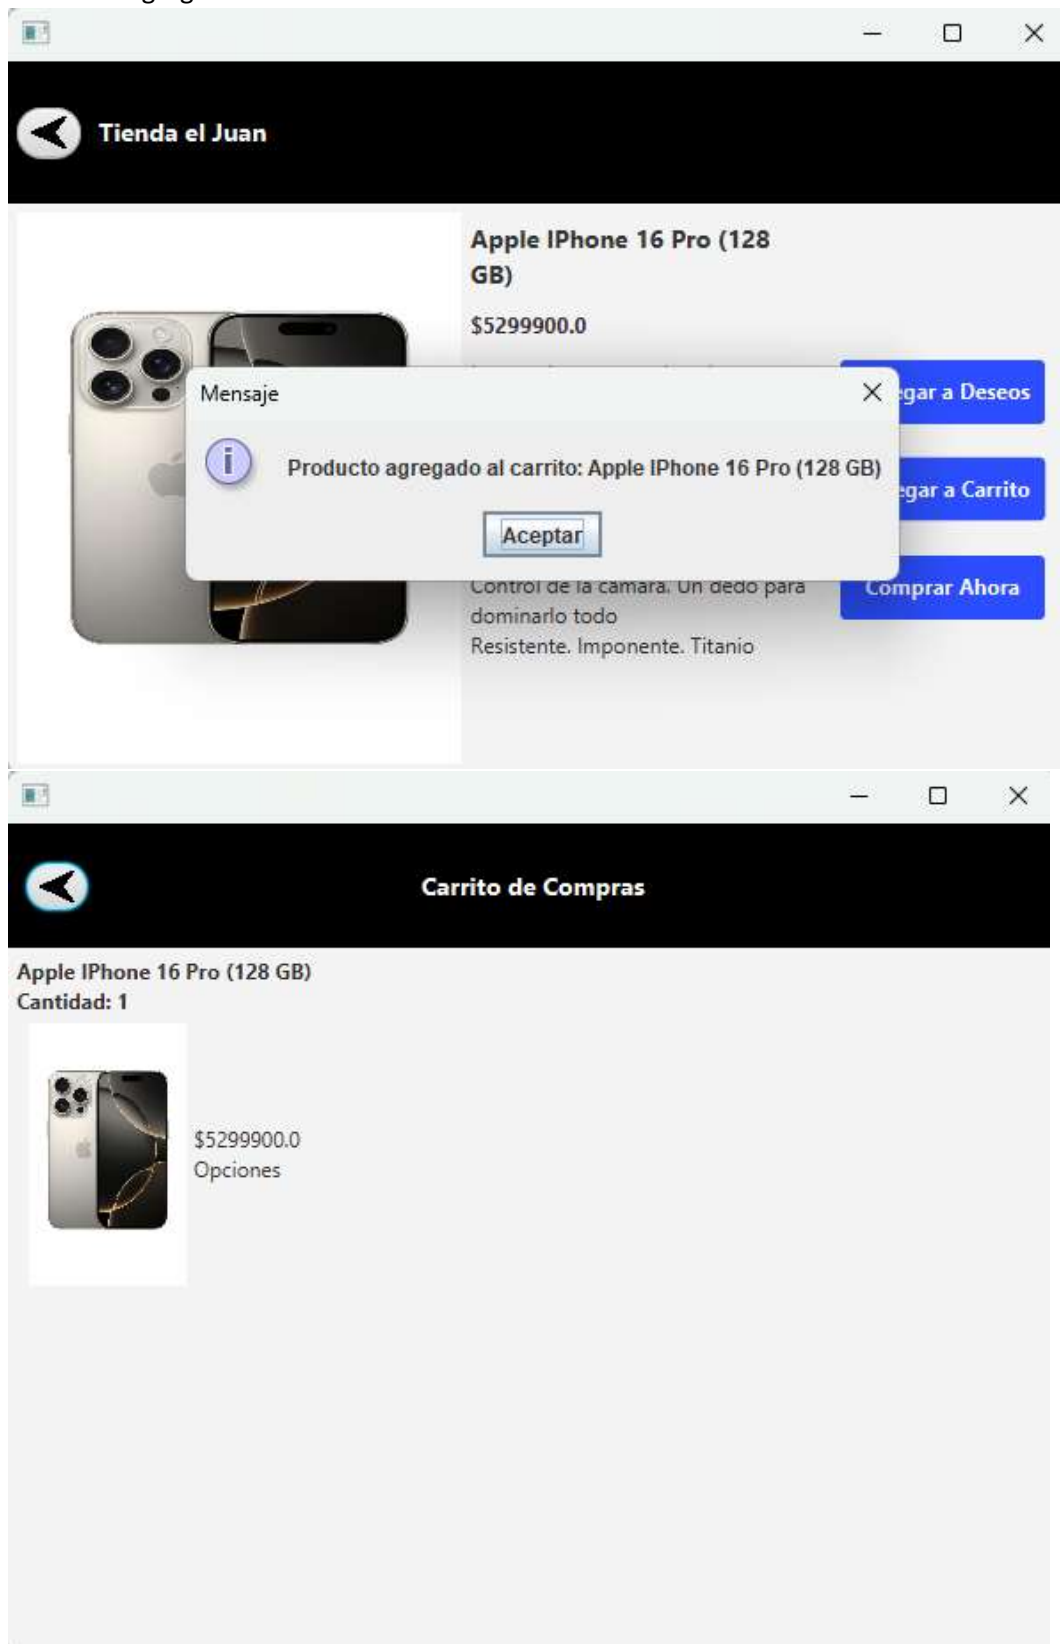 Tienda el Juan
Apple IPhone 16 Pro (128
GB)
$5299900.0
Mensaje
Producto agregado al carrito: Apple IPhone 16 Pro (128 GB)
Aceptar
egar a Deseos
egar a Carrito
Comprar Ahora
Control de la cámara. Un dedo para
dominarlo todo
Resistente. Imponente. Titanio
Carrito de Compras
Apple IPhone 16 Pro (128 GB)
Cantidad: 1
$5299900.0
Opciones